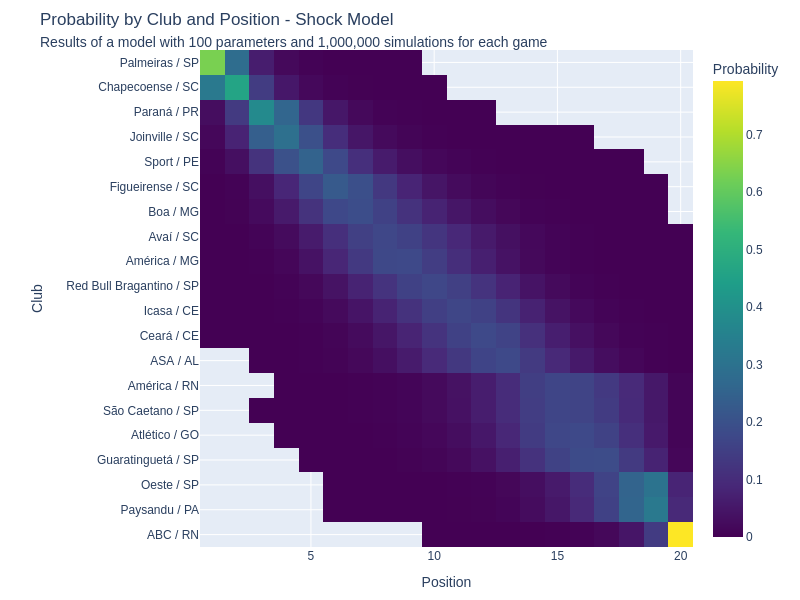 Probability by Club and Position - Shock Model
Results of a model with 100 parameters and 1,000,000 simulations for each game
Probability
Palmeiras / SP
Chapecoense / SC
Paraná / PR
Joinville / SC
Sport / PE
Figueirense / SC
Boa / MG
Avaí / SC
América / MG
Red Bull Bragantino / SP
Icasa / CE
Ceará / CE
ASA / AL
América / RN
São Caetano / SP
Atlético / GO
Guaratinguetá / SP
Oeste / SP
Paysandu / PA
ABC / RN
Club
5
10
15
20
Position
0.7
0.6
0.5
0.4
0.3
0.2
0.1
0